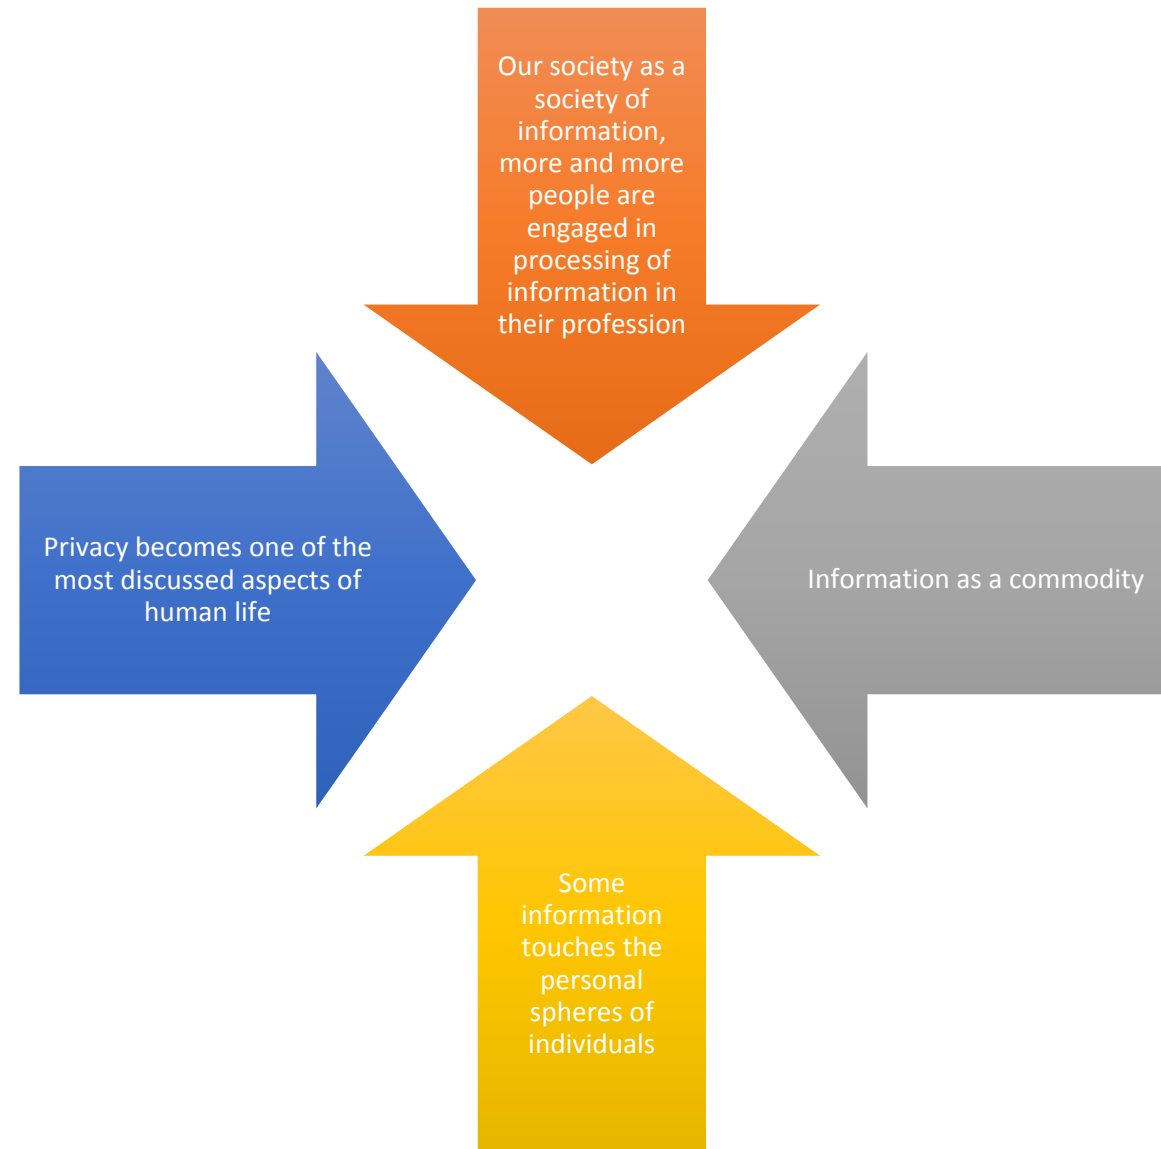 Our society as a
society of
information,
more and more
people are
engaged in
processing of
information in
their profession
Privacy becomes one of the
most discussed aspects of
human life
Information as a commodity
Some
information
touches the
personal
spheres of
individuals